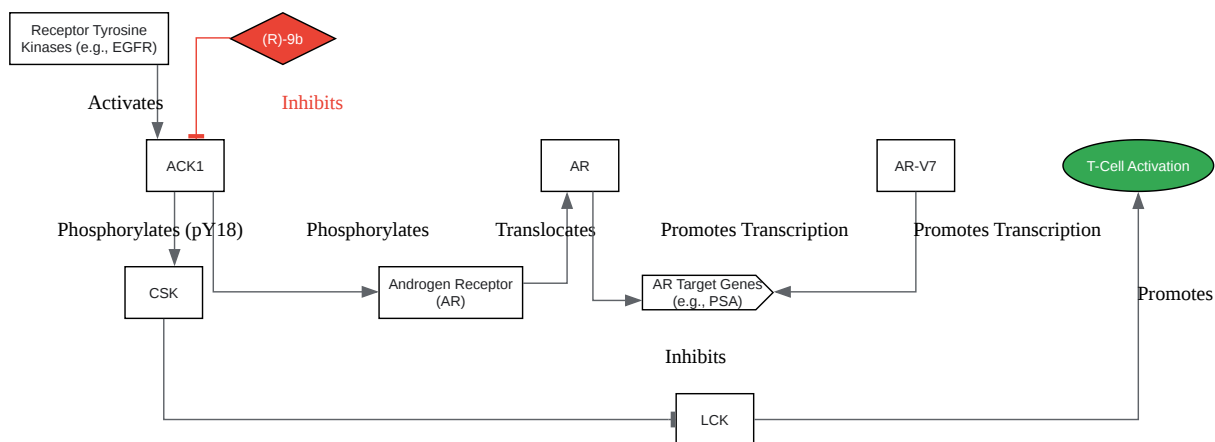 Receptor Tyrosine
Kinases (e.g., EGFR)
(R)-9b
Activates
Inhibits
ACK1
AR
AR-V7
T-Cell Activation
Phosphorylates (pY18)
Phosphorylates
Translocates
Promotes Transcription
Promotes Transcription
CSK
Androgen Receptor
(AR)
AR Target Genes
(e.g., PSA)
Promotes
Inhibits
LCK